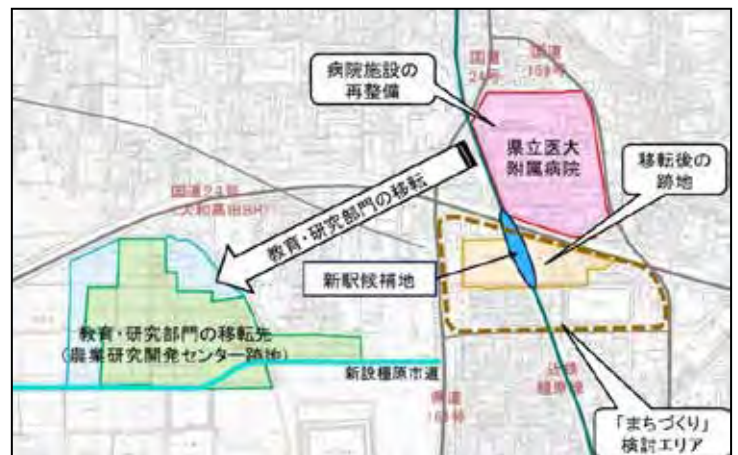 国道
24号
国道
169号
病院施設の
再整備
県立医大
附属病院
移転後の
跡地
国道24号
(大和高田BP)
教育・研究部門の移転
新駅候補地
教育・研究部門の移転先
(農業研究開発センター跡地)
新設橿原市道
県道
近鉄
橿原線
「まちづくり」
検討エリア